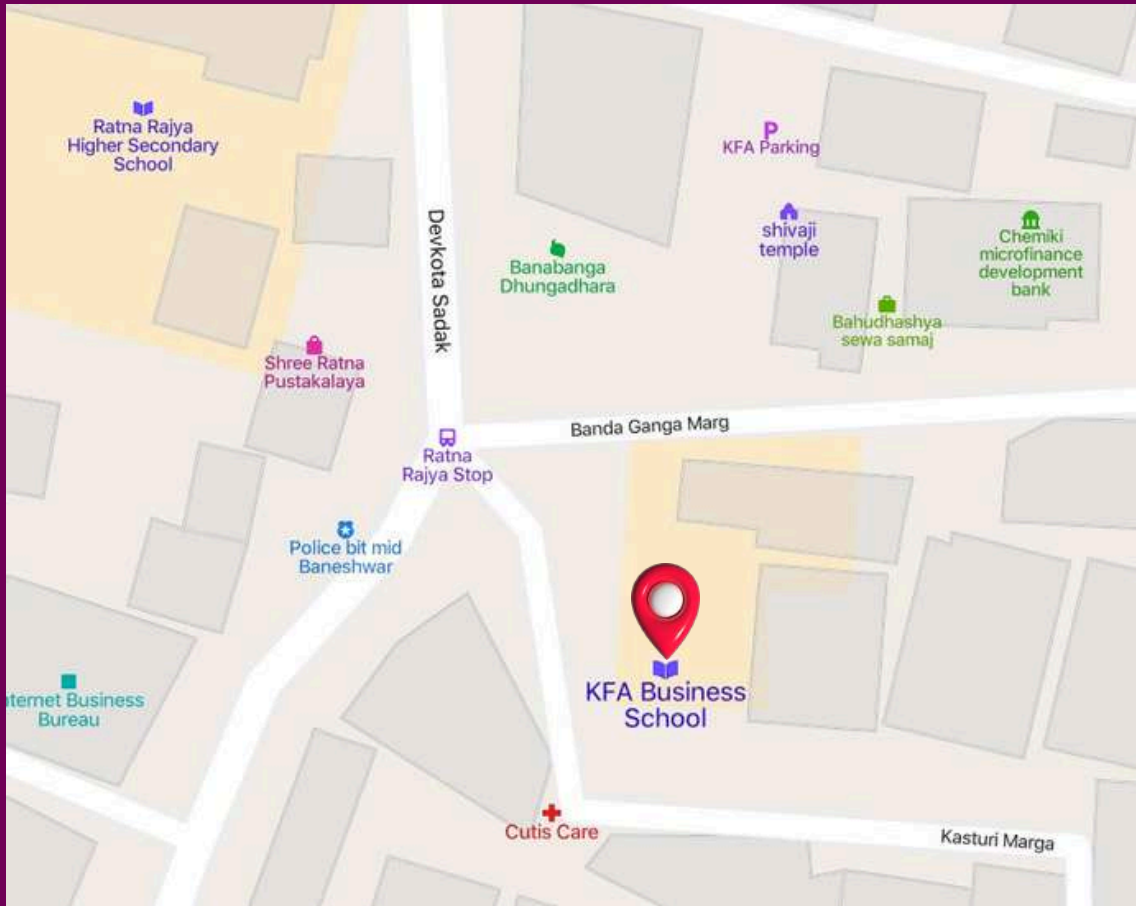 Ratna Rajya
Higher Secondary
School
P
KFA Parking
shivaji
temple
Chemiki
microfinance
development
bank
Devkota Sadak
Banabanga
Dhungadhara
Bahudhashya
sewa samaj
Shree Ratna
Pustakalaya
Banda Ganga Marg
Ratna
Rajya Stop
Police bit mid
Baneshwar
nternet Business
Bureau
KFA Business
School
Cutis Care
Kasturi Marga